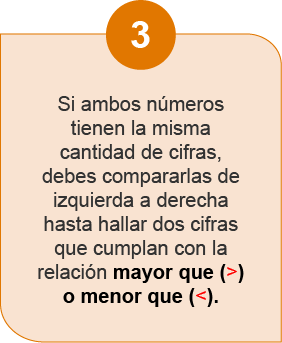 3
Si ambos números
tienen la misma
cantidad de cifras,
debes compararlas de
izquierda a derecha
hasta hallar dos cifras
que cumplan con la
relación mayor que (>)
o menor que (<).